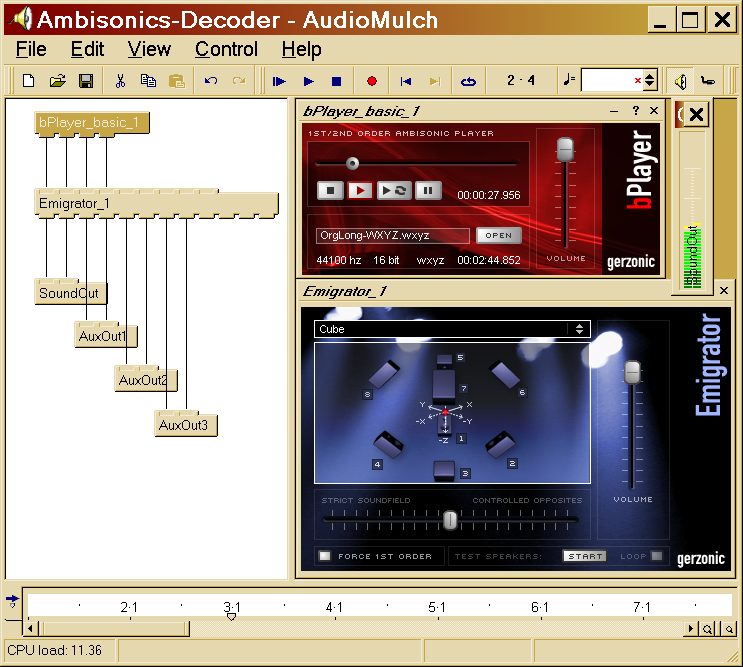 Ambisonics-Decoder - AudioMulch
File Edit View Control Help
2 · 4
bPlayer_basic_1
Emigrator_1
SoundOut
AuxOut1
AuxOut2
AuxOut3
bPlayer_basic_1
1ST/2ND ORDER AMBISONIC PLAYER
00:00:27.956
OrgLong-WXYZ.wxyz OPEN
44100 hz 16 bit wxyz 00:02:44.852
VOLUME
bPlayer
gerzonic
SoundOut
Emigrator_1
Cube
5
8 7 6
Y X
-X -Y
-Z 1
4 2
3
STRICT SOUNDFIELD CONTROLLED OPPOSITES
FORCE 1ST ORDER TEST SPEAKERS: START LOOP
VOLUME
Emigrator
gerzonic
2·1 3·1 4·1 5·1 6·1 7·1
CPU load: 11.36